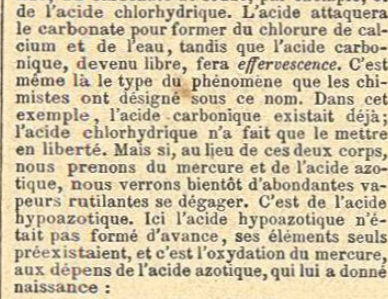 de l'acide chlorhydrique. L'acide attaquera
le carbonate pour former du chlorure de cal-
cium et de l'eau, tandis que l'acide carbo-
nique, devenu libre, fera effervescence. C'est
même là le type du phénomène que les chi-
mistes ont désigné sous ce nom. Dans cet
exemple, l'acide carbonique existait déjà;
l'acide chlorhydrique n'a fait que le mettre
en liberté. Mais si, au lieu de ces deux corps,
nous prenons du mercure et de l'acide azo-
tique, nous verrons bientôt d'abondantes va-
peurs rutilantes se dégager. C'est de l'acide
hypoazotique. Ici l'acide hypoazotique n'é-
tait pas formé d'avance, ses éléments seuls
préexistaient, et c'est l'oxydation du mercure,
aux dépens de l'acide azotique, qui lui a donné
naissance :